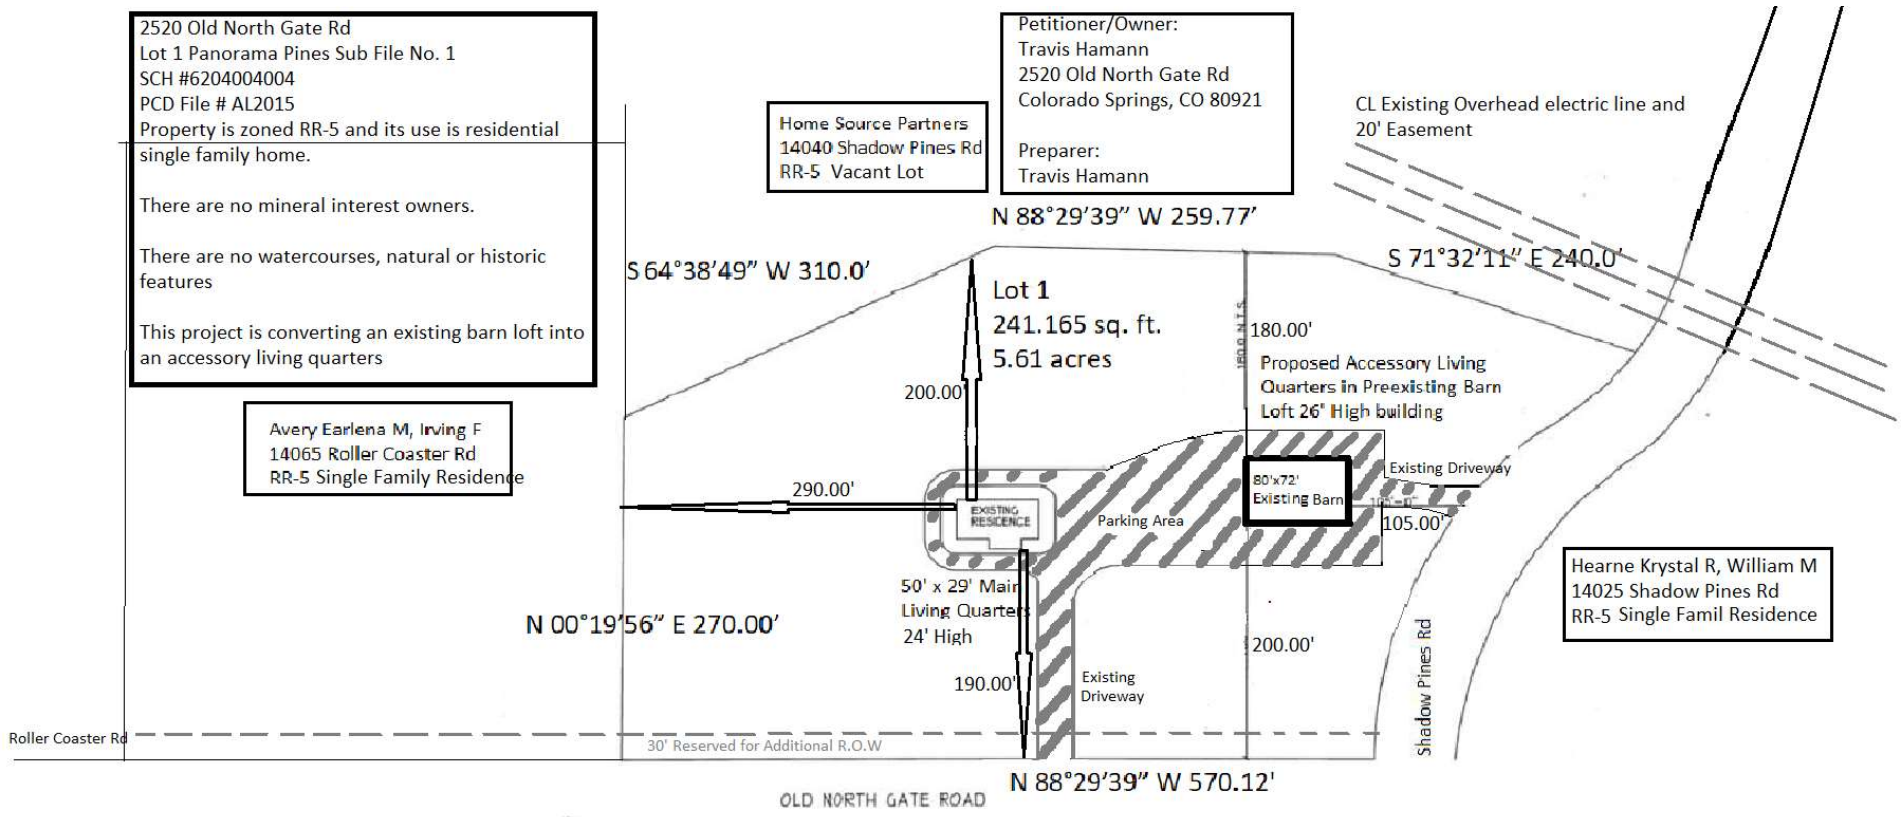 2520 Old North Gate Rd
Lot 1 Panorama Pines Sub File No. 1
SCH #6204004004
PCD File # AL2015
Property is zoned RR-5 and its use is residential
single family home.
There are no mineral interest owners.
There are no watercourses, natural or historic
features
This project is converting an existing barn loft into
an accessory living quarters
Petitioner/Owner:
Travis Hamann
2520 Old North Gate Rd
Colorado Springs, CO 80921
Preparer:
Travis Hamann
Home Source Partners
14040 Shadow Pines Rd
RR-5 Vacant Lot
CL Existing Overhead electric line and
20' Easement
N 88°29'39" W 259.77'
S 64°38'49" W 310.0'
S 71°32'11" E 240.0'
Lot 1
241.165 sq. ft.
5.61 acres
180.0 N.T.S.
180.00'
Proposed Accessory Living
Quarters in Preexisting Barn
Loft 26" High building
200.00'
Avery Earlena M, Irving F
14065 Roller Coaster Rd
RR-5 Single Family Residence
290.00'
EXISTING
RESIDENCE
Parking Area
80'x72'
Existing Barn
Existing Driveway
105'-0"
105.00'
50' x 29' Main
Living Quarters
24' High
Hearne Krystal R, William M
14025 Shadow Pines Rd
RR-5 Single Famil Residence
N 00°19'56" E 270.00'
200.00'
190.00'
Existing
Driveway
Shadow Pines Rd
Roller Coaster Rd
30' Reserved for Additional R.O.W
N 88°29'39" W 570.12'
OLD NORTH GATE ROAD